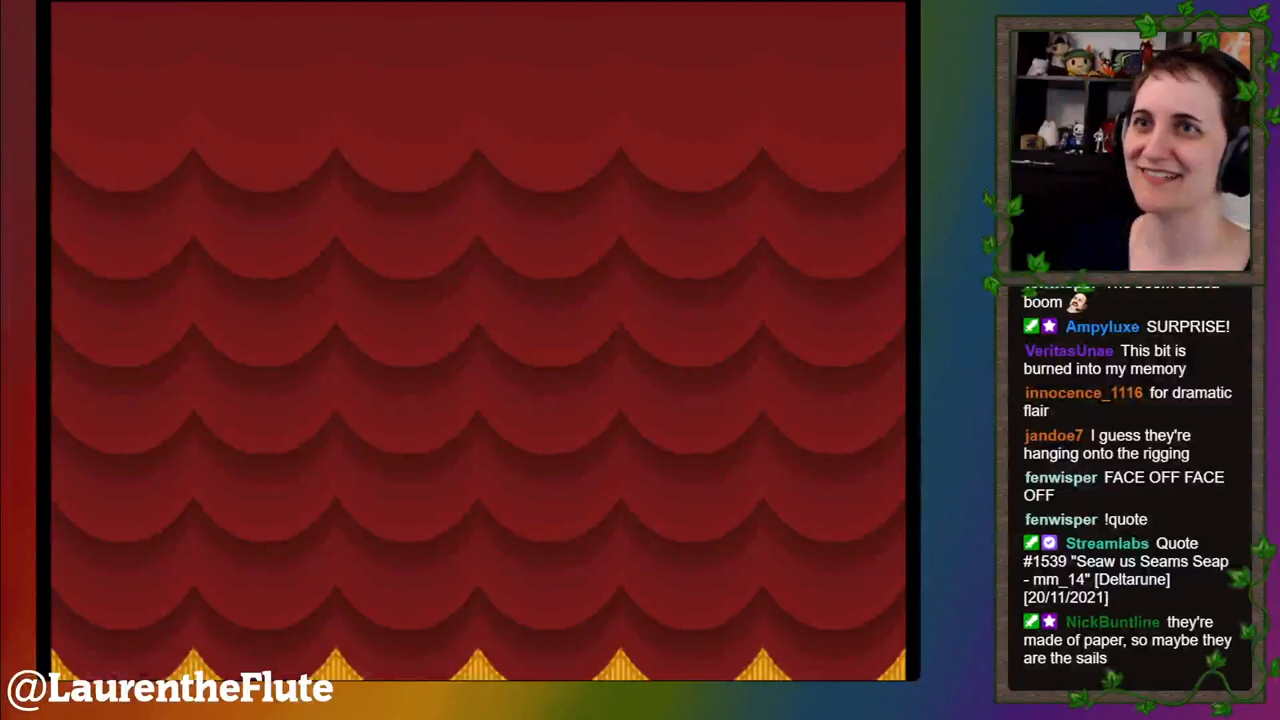 boom
Ampyluxe SURPRISE!
VeritasUnae This bit is
burned into my memory
innocence_1116 for dramatic
flair
jandoe7 I guess they're
hanging onto the rigging
fenwisper FACE OFF FACE
OFF
fenwisper !quote
Streamlabs Quote
#1539 "Seaw us Seams Seap
- mm_14" [Deltarune]
[20/11/2021]
NickBuntline they're
made of paper, so maybe they
are the sails
@LaurentheFlute